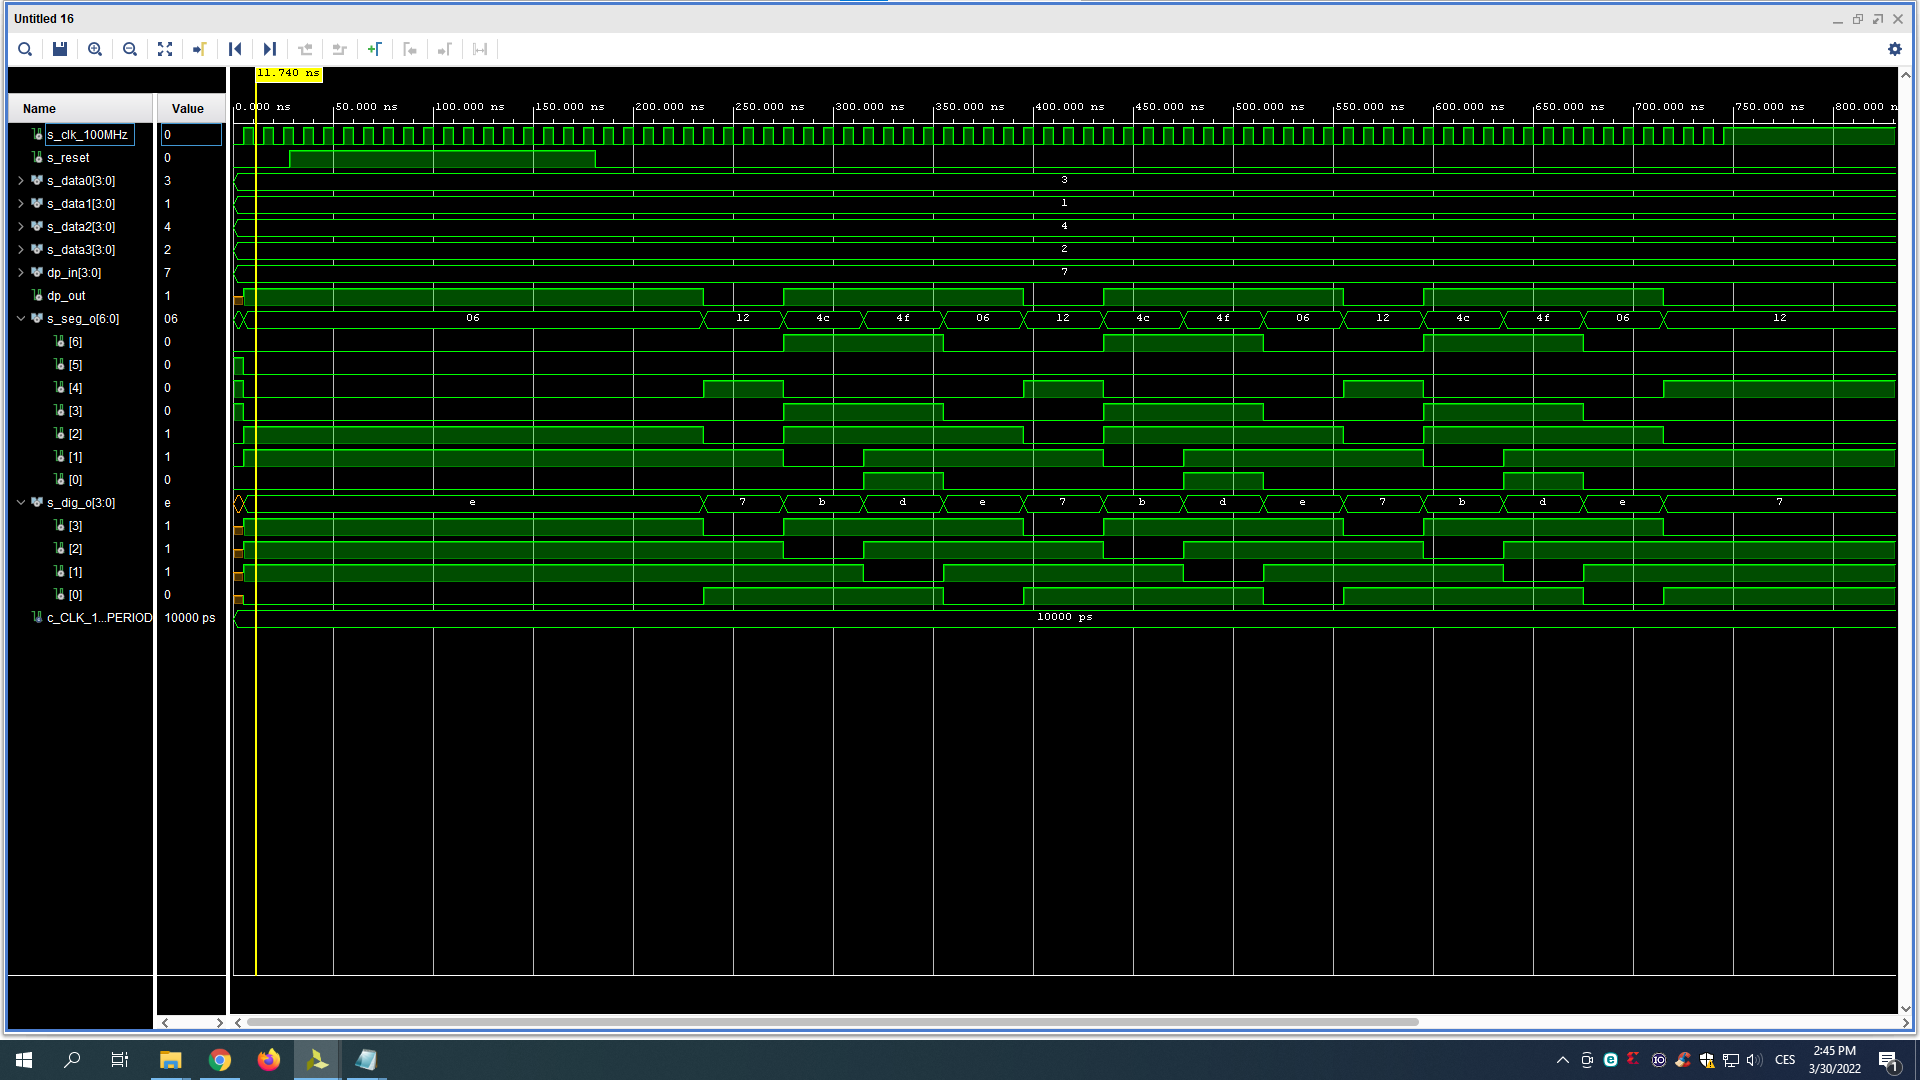 Untitled 16
11.740 ns
Name Value
0.000 ns 50.000 ns 100.000 ns 150.000 ns 200.000 ns 250.000 ns 300.000 ns 350.000 ns 400.000 ns 450.000 ns 500.000 ns 550.000 ns 600.000 ns 650.000 ns 700.000 ns 750.000 ns 800.000 n
s_clk_100MHz 0
s_reset 0
s_data0[3:0] 3 3
s_data1[3:0] 1 1
s_data2[3:0] 4 4
s_data3[3:0] 2 2
dp_in[3:0] 7 7
dp_out 1
s_seg_o[6:0] 06 06 12 4c 4f 06 12 4c 4f 06 12 4c 4f 06 12
[6] 0
[5] 0
[4] 0
[3] 0
[2] 1
[1] 1
[0] 0
s_dig_o[3:0] e e 7 b d e 7 b d e 7 b d e 7
[3] 1
[2] 1
[1] 1
[0] 0
c_CLK_1...PERIOD 10000 ps 10000 ps
CES
2:45 PM
3/30/2022
1